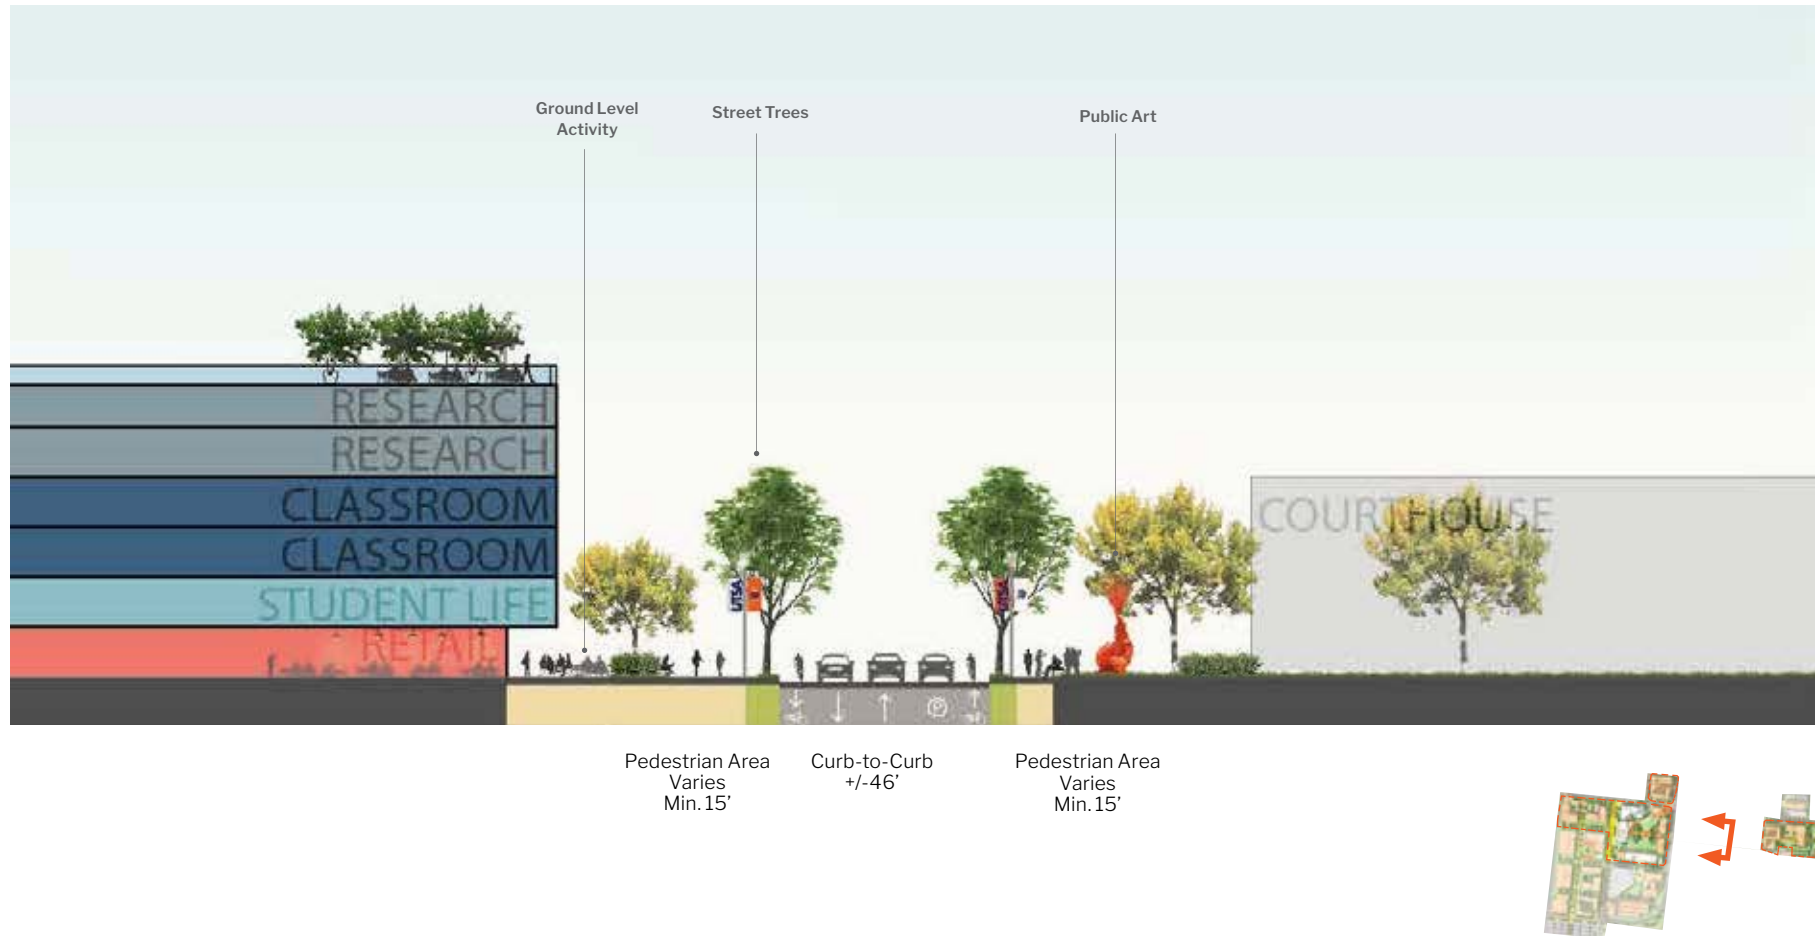 Ground Level
Activity
Street Trees
Public Art
RESEARCH
RESEARCH
CLASSROOM
CLASSROOM
STUDENT LIFE
RETAIL
COURTHOUSE
UTSA
UTSA
P
Pedestrian Area
Varies
Min. 15’
Curb-to-Curb
+/-46’
Pedestrian Area
Varies
Min. 15’